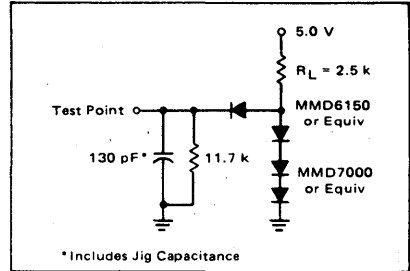 5.0 V
R_L = 2.5 k
Test Point
MMD6150
or Equiv
130 pF*
11.7 k
MMD7000
or Equiv
*Includes Jig Capacitance